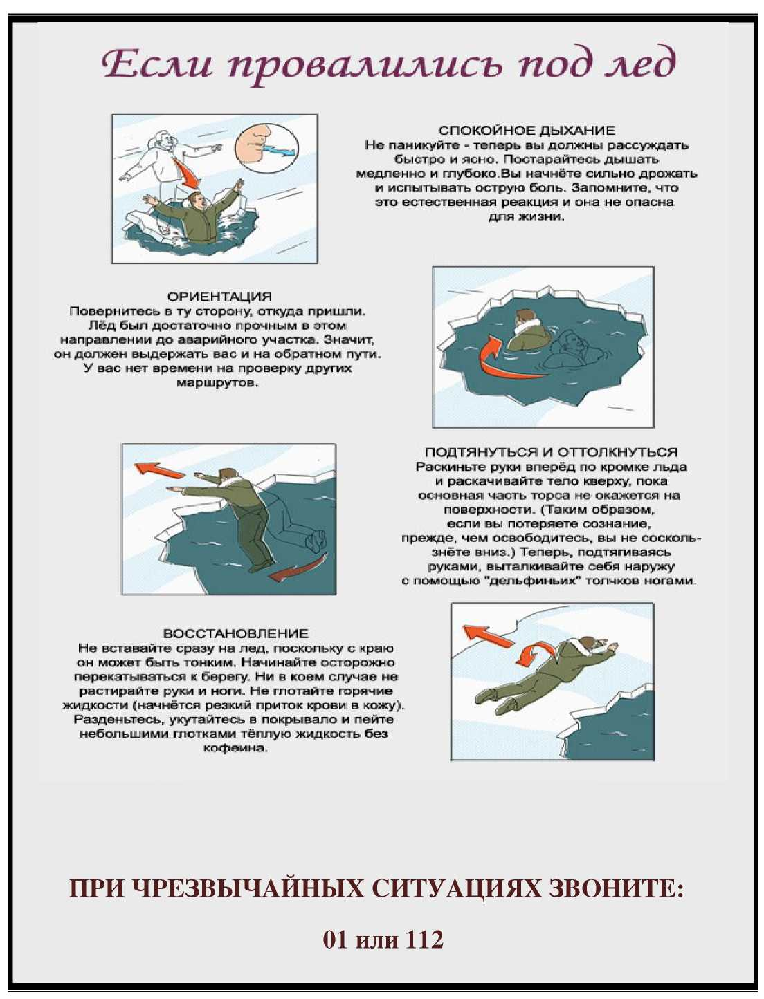 Если провалились под лед
СПОКОЙНОЕ ДЫХАНИЕ
Не паникуйте - теперь вы должны рассуждать
быстро и ясно. Постарайтесь дышать
медленно и глубоко.Вы начнёте сильно дрожать
и испытывать острую боль. Запомните, что
это естественная реакция и она не опасна
для жизни.
ОРИЕНТАЦИЯ
Повернитесь в ту сторону, откуда пришли.
Лёд был достаточно прочным в этом
направлении до аварийного участка. Значит,
он должен выдержать вас и на обратном пути.
У вас нет времени на проверку других
маршрутов.
ПОДТЯНУТЬСЯ И ОТТОЛКНУТЬСЯ
Раскиньте руки вперёд по кромке льда
и раскачивайте тело кверху, пока
основная часть торса не окажется на
поверхности. (Таким образом,
если вы потеряете сознание,
прежде, чем освободитесь, вы не сосколь-
знёте вниз.) Теперь, подтягиваясь
руками, выталкивайте себя наружу
с помощью "дельфиньих" толчков ногами.
ВОССТАНОВЛЕНИЕ
Не вставайте сразу на лед, поскольку с краю
он может быть тонким. Начинайте осторожно
перекатываться к берегу. Ни в коем случае не
растирайте руки и ноги. Не глотайте горячие
жидкости (начнётся резкий приток крови в кожу).
Разденьтесь, укутайтесь в покрывало и пейте
небольшими глотками тёплую жидкость без
кофеина.
ПРИ ЧРЕЗВЫЧАЙНЫХ СИТУАЦИЯХ ЗВОНИТЕ:
01 или 112